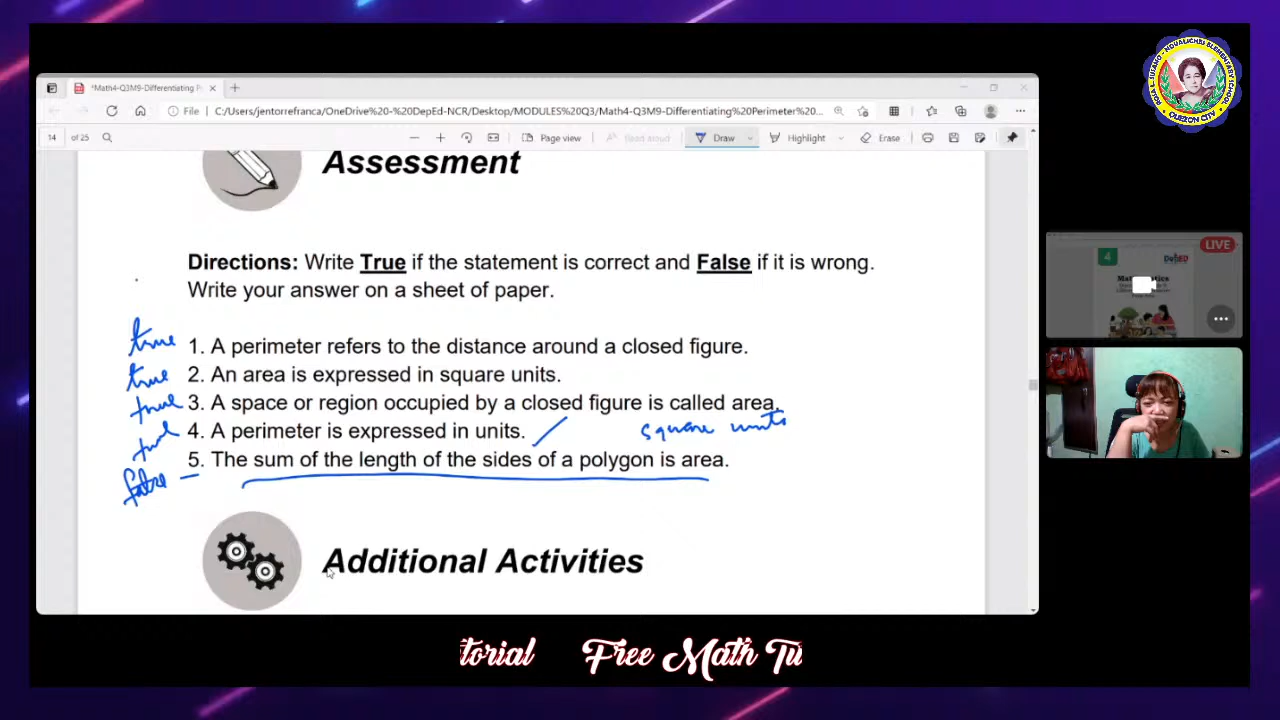 *Math4-Q3M9-Differentiating P
File C:/Users/jentorrefranca/OneDrive%20-%20DepEd-NCR/Desktop/MODULES%20Q3/Math4-Q3M9-Differentiating%20Perimeter%20...
14 of 25 Page view Read aloud Draw Highlight Erase
Assessment
Directions: Write True if the statement is correct and False if it is wrong.
Write your answer on a sheet of paper.
true 1. A perimeter refers to the distance around a closed figure.
true 2. An area is expressed in square units.
true 3. A space or region occupied by a closed figure is called area.
true 4. A perimeter is expressed in units. square units
false 5. The sum of the length of the sides of a polygon is area.
Additional Activities
LIVE
4
DepED
torial Free Math Tu
QUEZON CITY